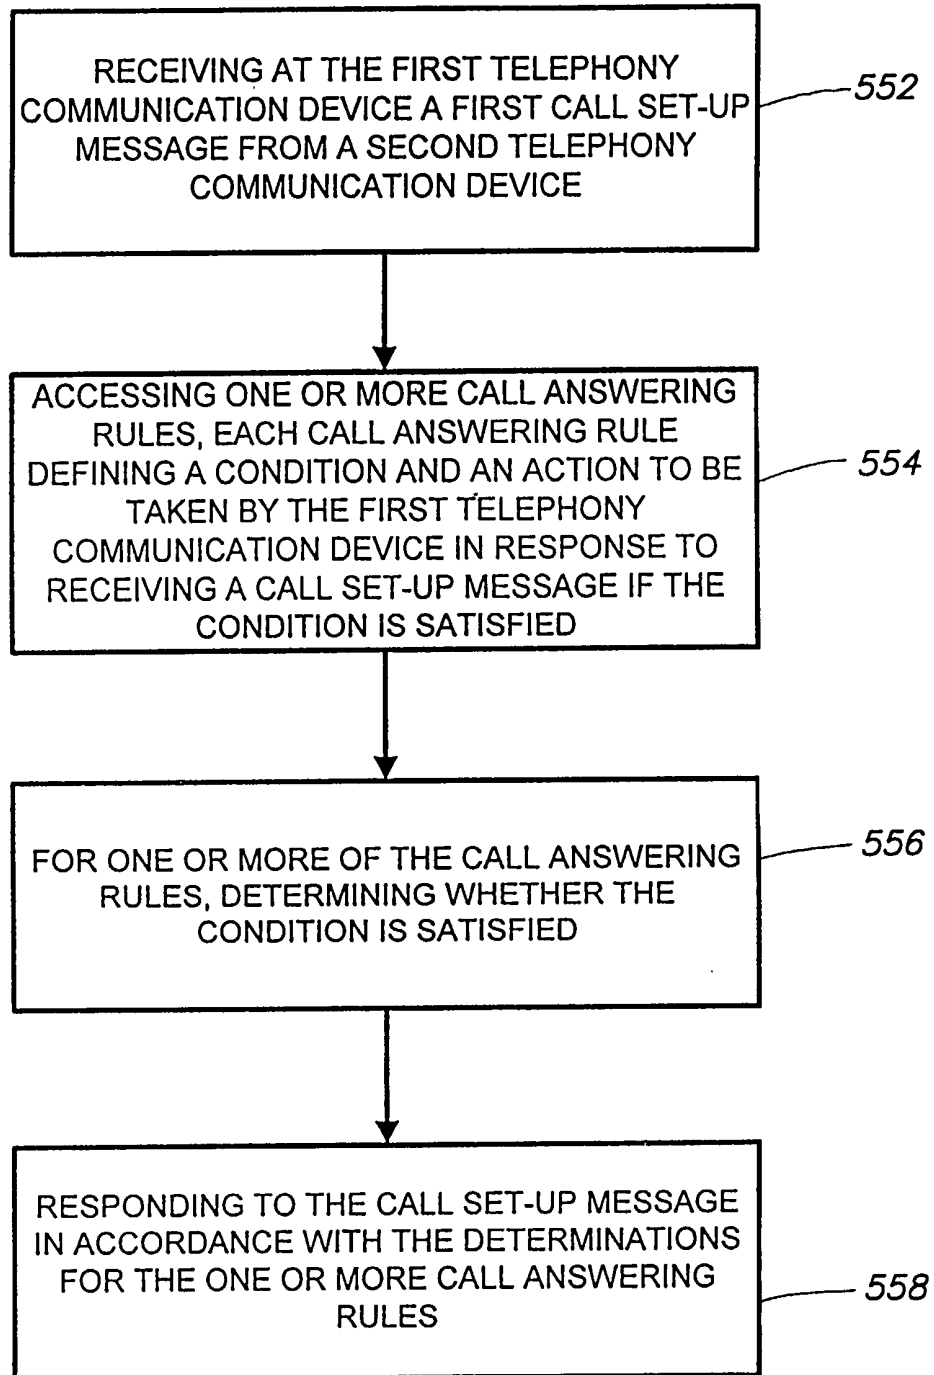 RECEIVING AT THE FIRST TELEPHONY
COMMUNICATION DEVICE A FIRST CALL SET-UP
MESSAGE FROM A SECOND TELEPHONY
COMMUNICATION DEVICE
552
ACCESSING ONE OR MORE CALL ANSWERING
RULES, EACH CALL ANSWERING RULE
DEFINING A CONDITION AND AN ACTION TO BE
TAKEN BY THE FIRST TELEPHONY
COMMUNICATION DEVICE IN RESPONSE TO
RECEIVING A CALL SET-UP MESSAGE IF THE
CONDITION IS SATISFIED
554
FOR ONE OR MORE OF THE CALL ANSWERING
RULES, DETERMINING WHETHER THE
CONDITION IS SATISFIED
556
RESPONDING TO THE CALL SET-UP MESSAGE
IN ACCORDANCE WITH THE DETERMINATIONS
FOR THE ONE OR MORE CALL ANSWERING
RULES
558